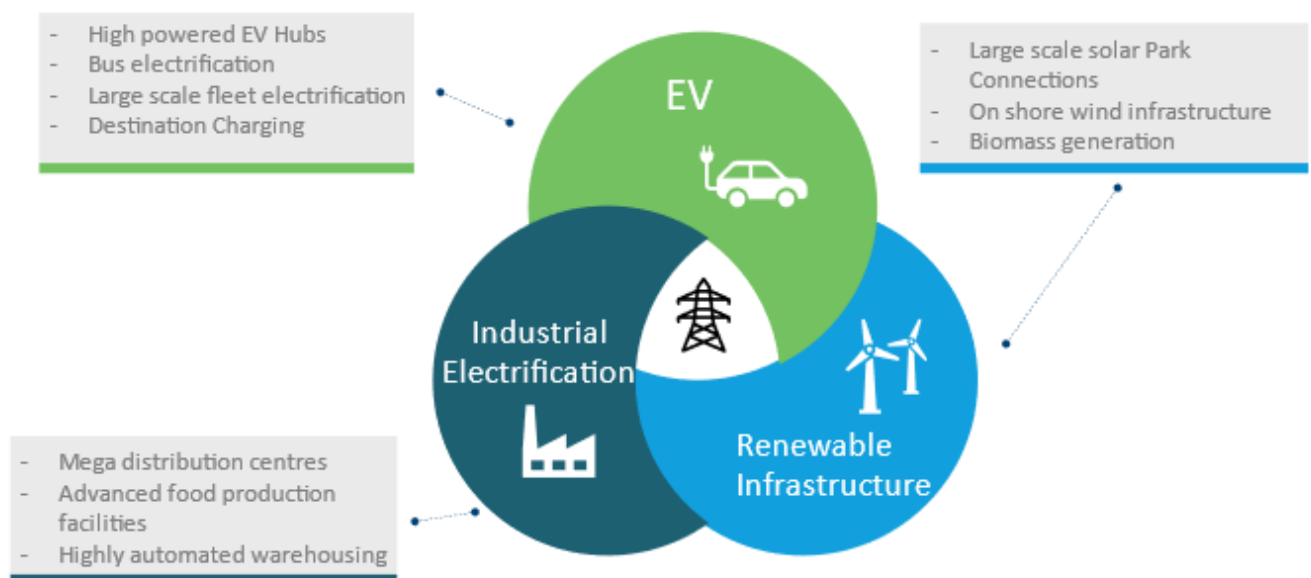 - High powered EV Hubs
- Bus electrification
- Large scale fleet electrification
- Destination Charging
EV
- Large scale solar Park
Connections
- On shore wind infrastructure
- Biomass generation
Industrial
Electrification
Renewable
Infrastructure
- Mega distribution centres
- Advanced food production
facilities
- Highly automated warehousing